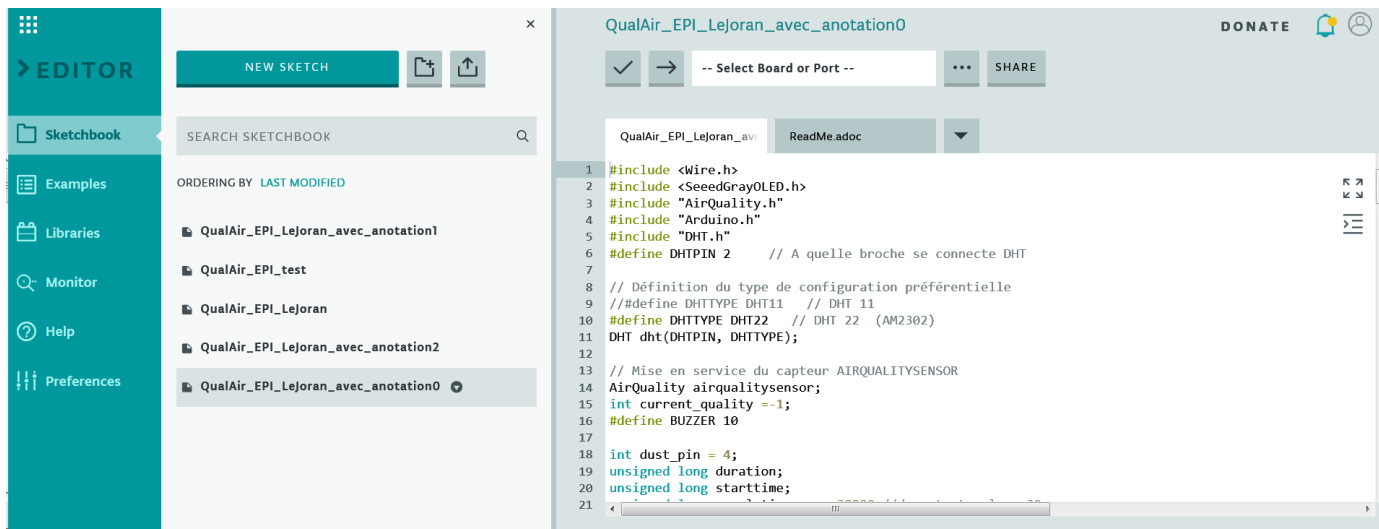 EDITOR
Sketchbook
Examples
Libraries
Monitor
Help
Preferences
×
NEW SKETCH
SEARCH SKETCHBOOK
ORDERING BY LAST MODIFIED
QualAir_EPI_LeJoran_avec_anotation1
QualAir_EPI_test
QualAir_EPI_LeJoran
QualAir_EPI_LeJoran_avec_anotation2
QualAir_EPI_LeJoran_avec_anotation0
QualAir_EPI_LeJoran_avec_anotation0
DONATE
-- Select Board or Port --
••• SHARE
QualAir_EPI_LeJoran_av ReadMe.adoc
1 #include <Wire.h>
2 #include <SeeedGrayOLED.h>
3 #include "AirQuality.h"
4 #include "Arduino.h"
5 #include "DHT.h"
6 #define DHTPIN 2 // A quelle broche se connecte DHT
7
8 // Définition du type de configuration préférentielle
9 //#define DHTTYPE DHT11 // DHT 11
10 #define DHTTYPE DHT22 // DHT 22 (AM2302)
11 DHT dht(DHTPIN, DHTTYPE);
12
13 // Mise en service du capteur AIRQUALITYSENSOR
14 AirQuality airqualitysensor;
15 int current_quality =-1;
16 #define BUZZER 10
17
18 int dust_pin = 4;
19 unsigned long duration;
20 unsigned long starttime;
21